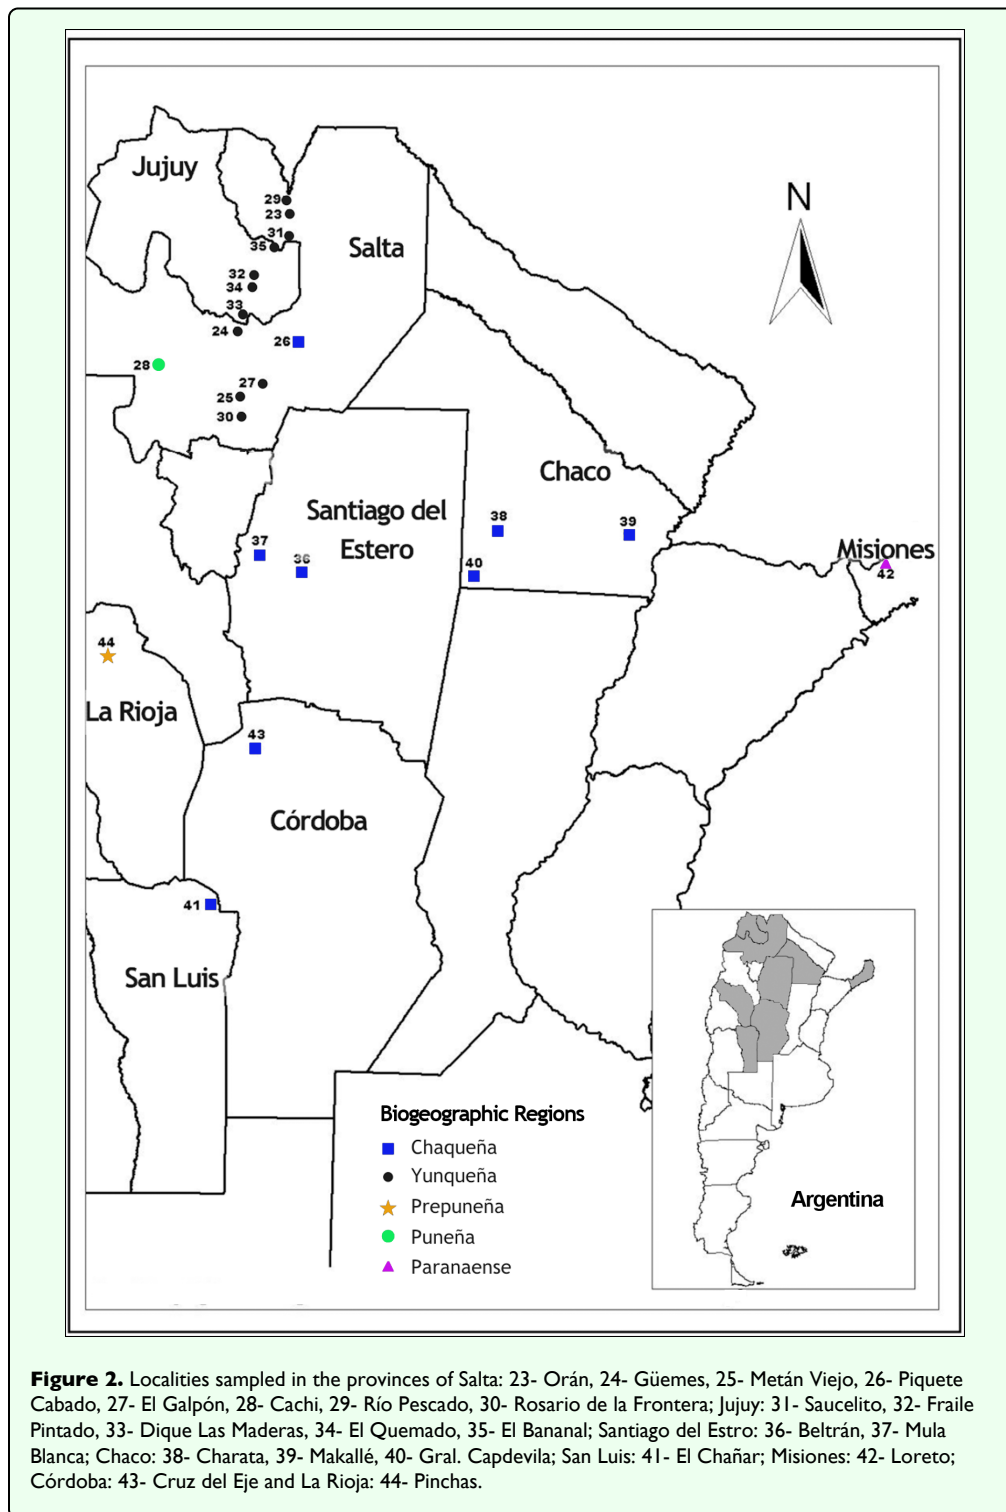 Jujuy
N
29
23
Salta
31
35
32
34
33
24
26
28
27
25
30
Chaco
Santiago del
Estero
38
39
37
36
40
Misiones
42
44
La Rioja
43
Córdoba
41
San Luis
Biogeographic Regions
Chaqueña
Yunqueña
Prepuneña
Puneña
Paranaense
Argentina
Figure 2. Localities sampled in the provinces of Salta: 23- Orán, 24- Güemes, 25- Metán Viejo, 26- Piquete
Cabado, 27- El Galpón, 28- Cachi, 29- Río Pescado, 30- Rosario de la Frontera; Jujuy: 31- Saucelito, 32- Fraile
Pintado, 33- Dique Las Maderas, 34- El Quemado, 35- El Bananal; Santiago del Estro: 36- Beltrán, 37- Mula
Blanca; Chaco: 38- Charata, 39- Makallé, 40- Gral. Capdevila; San Luis: 41- El Chañar; Misiones: 42- Loreto;
Córdoba: 43- Cruz del Eje and La Rioja: 44- Pinchas.